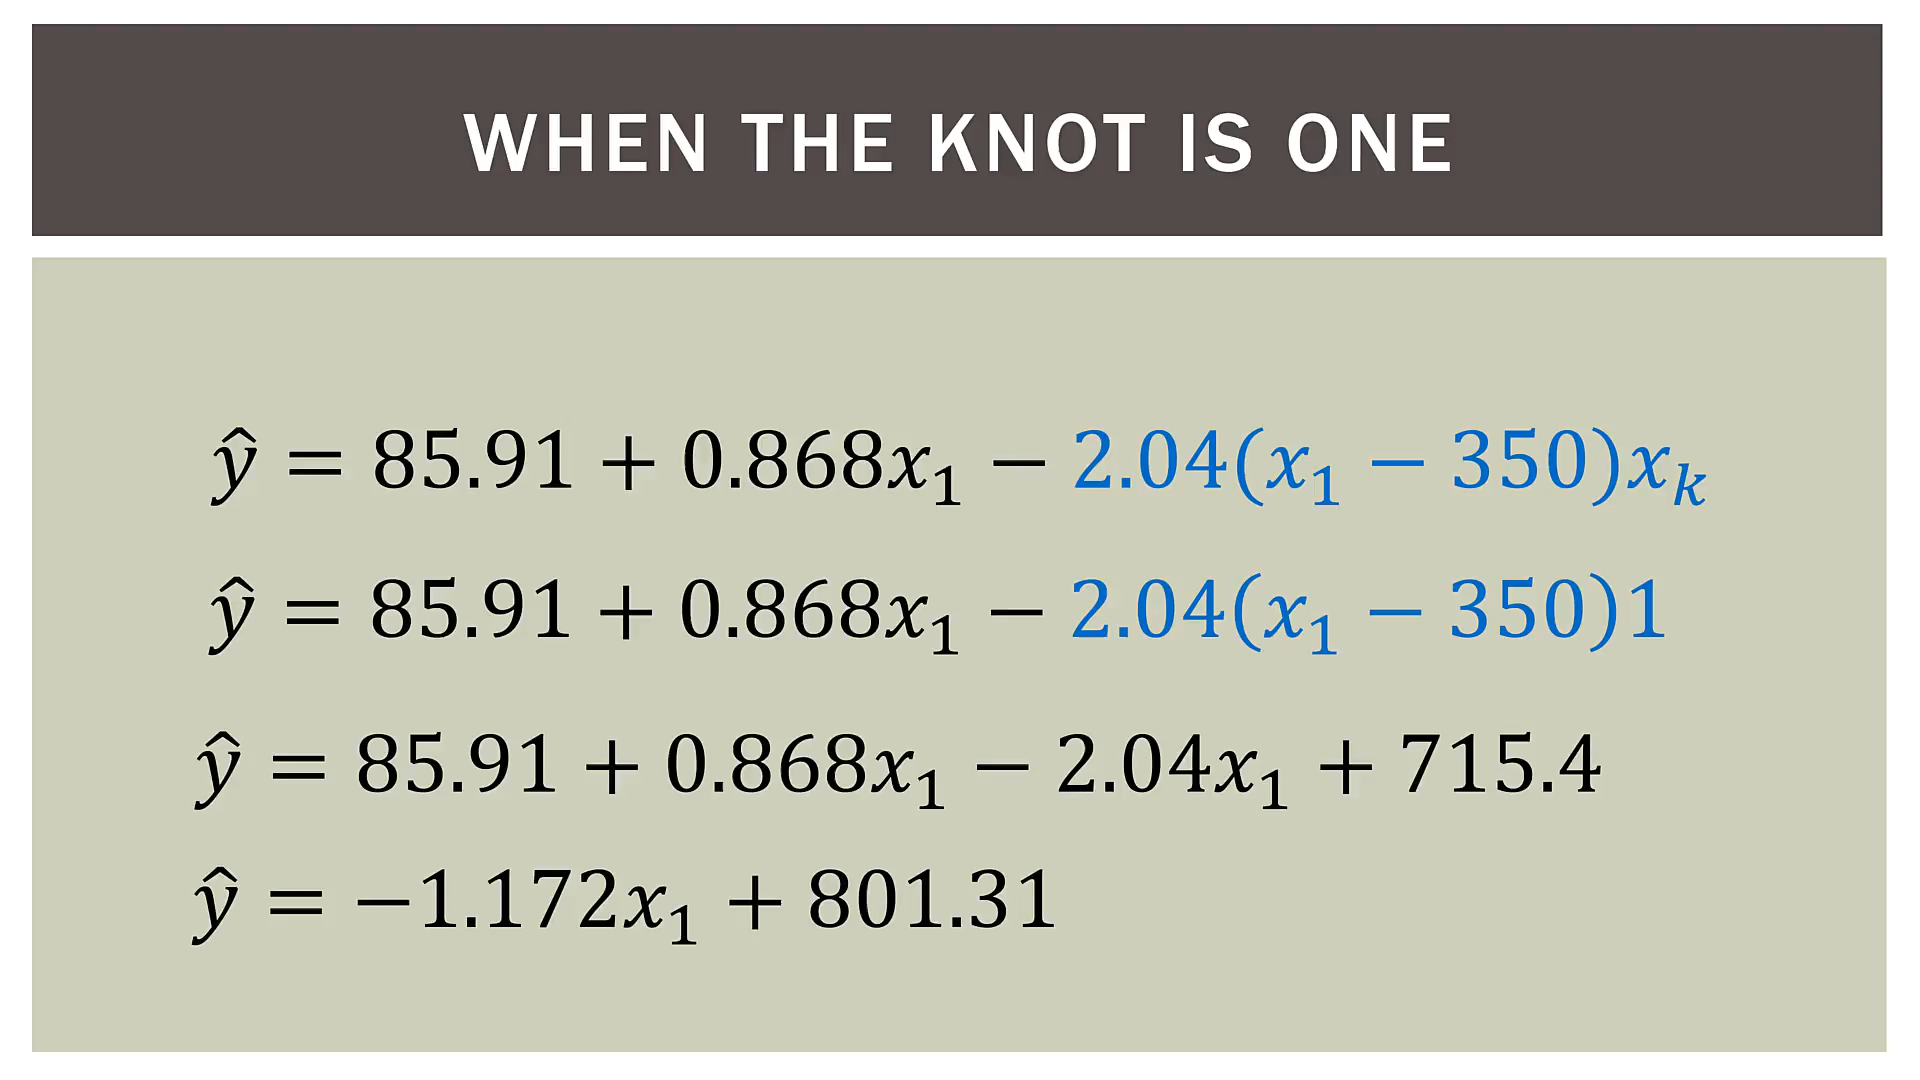 WHEN THE KNOT IS ONE
ŷ = 85.91 + 0.868x₁ − 2.04(x₁ − 350)xₖ
ŷ = 85.91 + 0.868x₁ − 2.04(x₁ − 350)1
ŷ = 85.91 + 0.868x₁ − 2.04x₁ + 715.4
ŷ = −1.172x₁ + 801.31